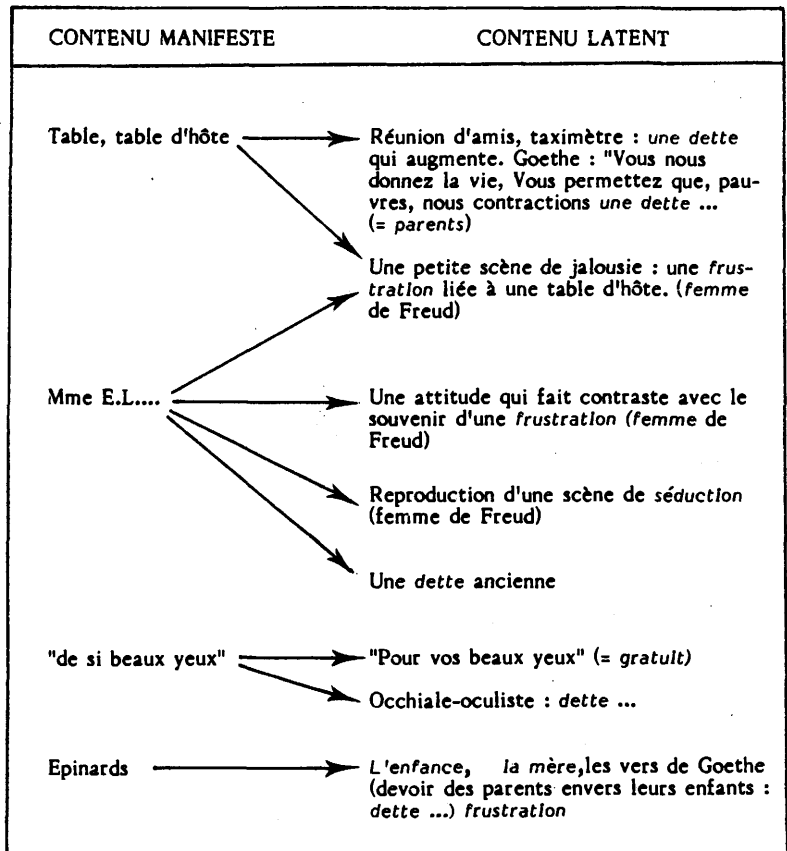 CONTENU MANIFESTE CONTENU LATENT
Table, table d'hôte Réunion d'amis, taximètre : une dette
qui augmente. Goethe : "Vous nous
donnez la vie, Vous permettez que, pau-
vres, nous contractions une dette ...
(= parents)
Une petite scène de jalousie : une frus-
tration liée à une table d'hôte. (femme
de Freud)
Mme E.L.... Une attitude qui fait contraste avec le
souvenir d'une frustration (femme de
Freud)
Reproduction d'une scène de séduction
(femme de Freud)
Une dette ancienne
"de si beaux yeux" "Pour vos beaux yeux" (= gratuit)
Occhiale-oculiste : dette ...
Epinards L'enfance, la mère,les vers de Goethe
(devoir des parents envers leurs enfants :
dette ...) frustration